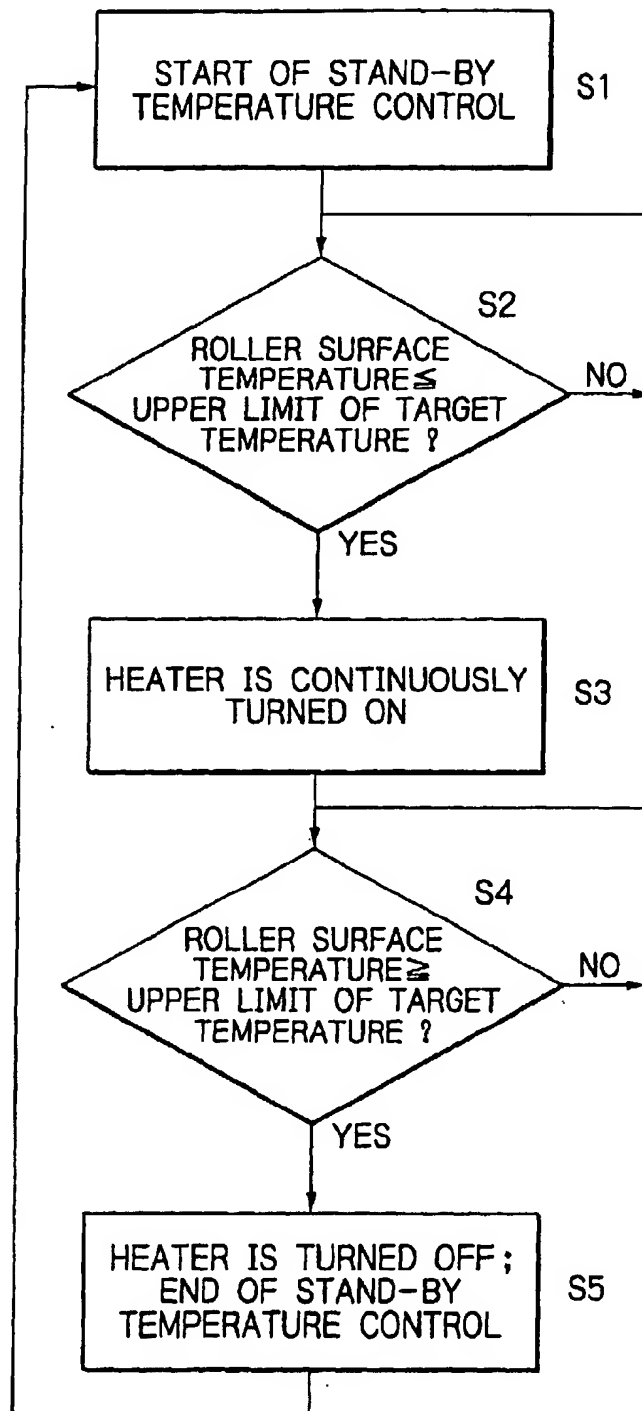 START OF STAND-BY
TEMPERATURE CONTROL
S1
S2
ROLLER SURFACE
TEMPERATURE≦
UPPER LIMIT OF TARGET
TEMPERATURE ?
NO
YES
HEATER IS CONTINUOUSLY
TURNED ON
S3
S4
ROLLER SURFACE
TEMPERATURE≧
UPPER LIMIT OF TARGET
TEMPERATURE ?
NO
YES
HEATER IS TURNED OFF;
END OF STAND-BY
TEMPERATURE CONTROL
S5